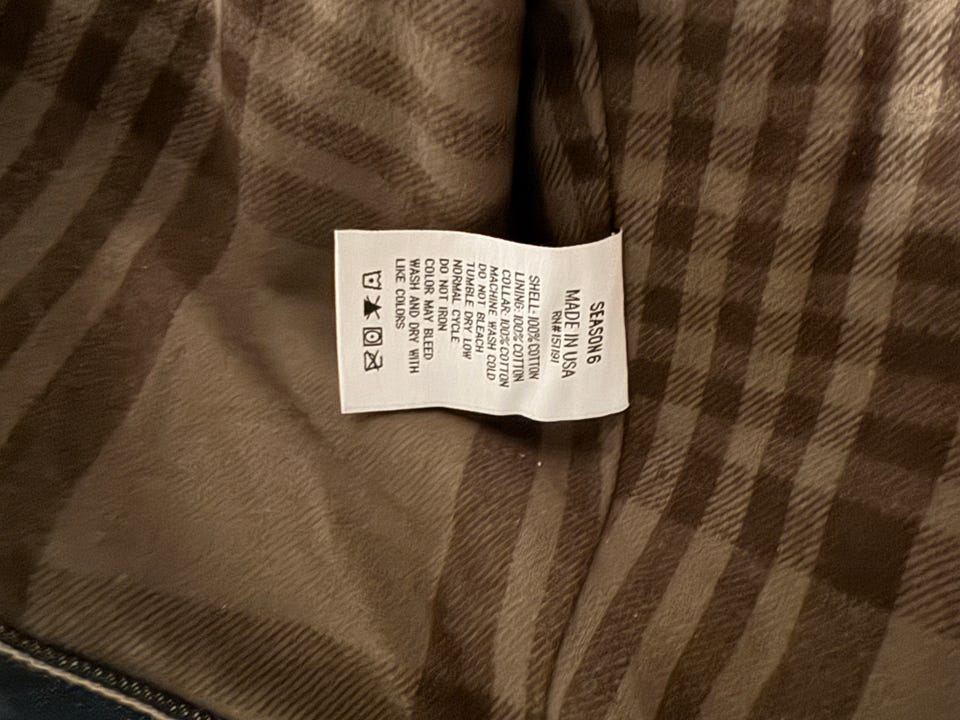 SEASON 6
MADE IN USA
RN# 151191
SHELL: 100% COTTON
LINING: 100% COTTON
COLLAR: 100% COTTON
MACHINE WASH COLD
DO NOT BLEACH
TUMBLE DRY LOW
NORMAL CYCLE
DO NOT IRON
COLOR MAY BLEED
WASH AND DRY WITH
LIKE COLORS